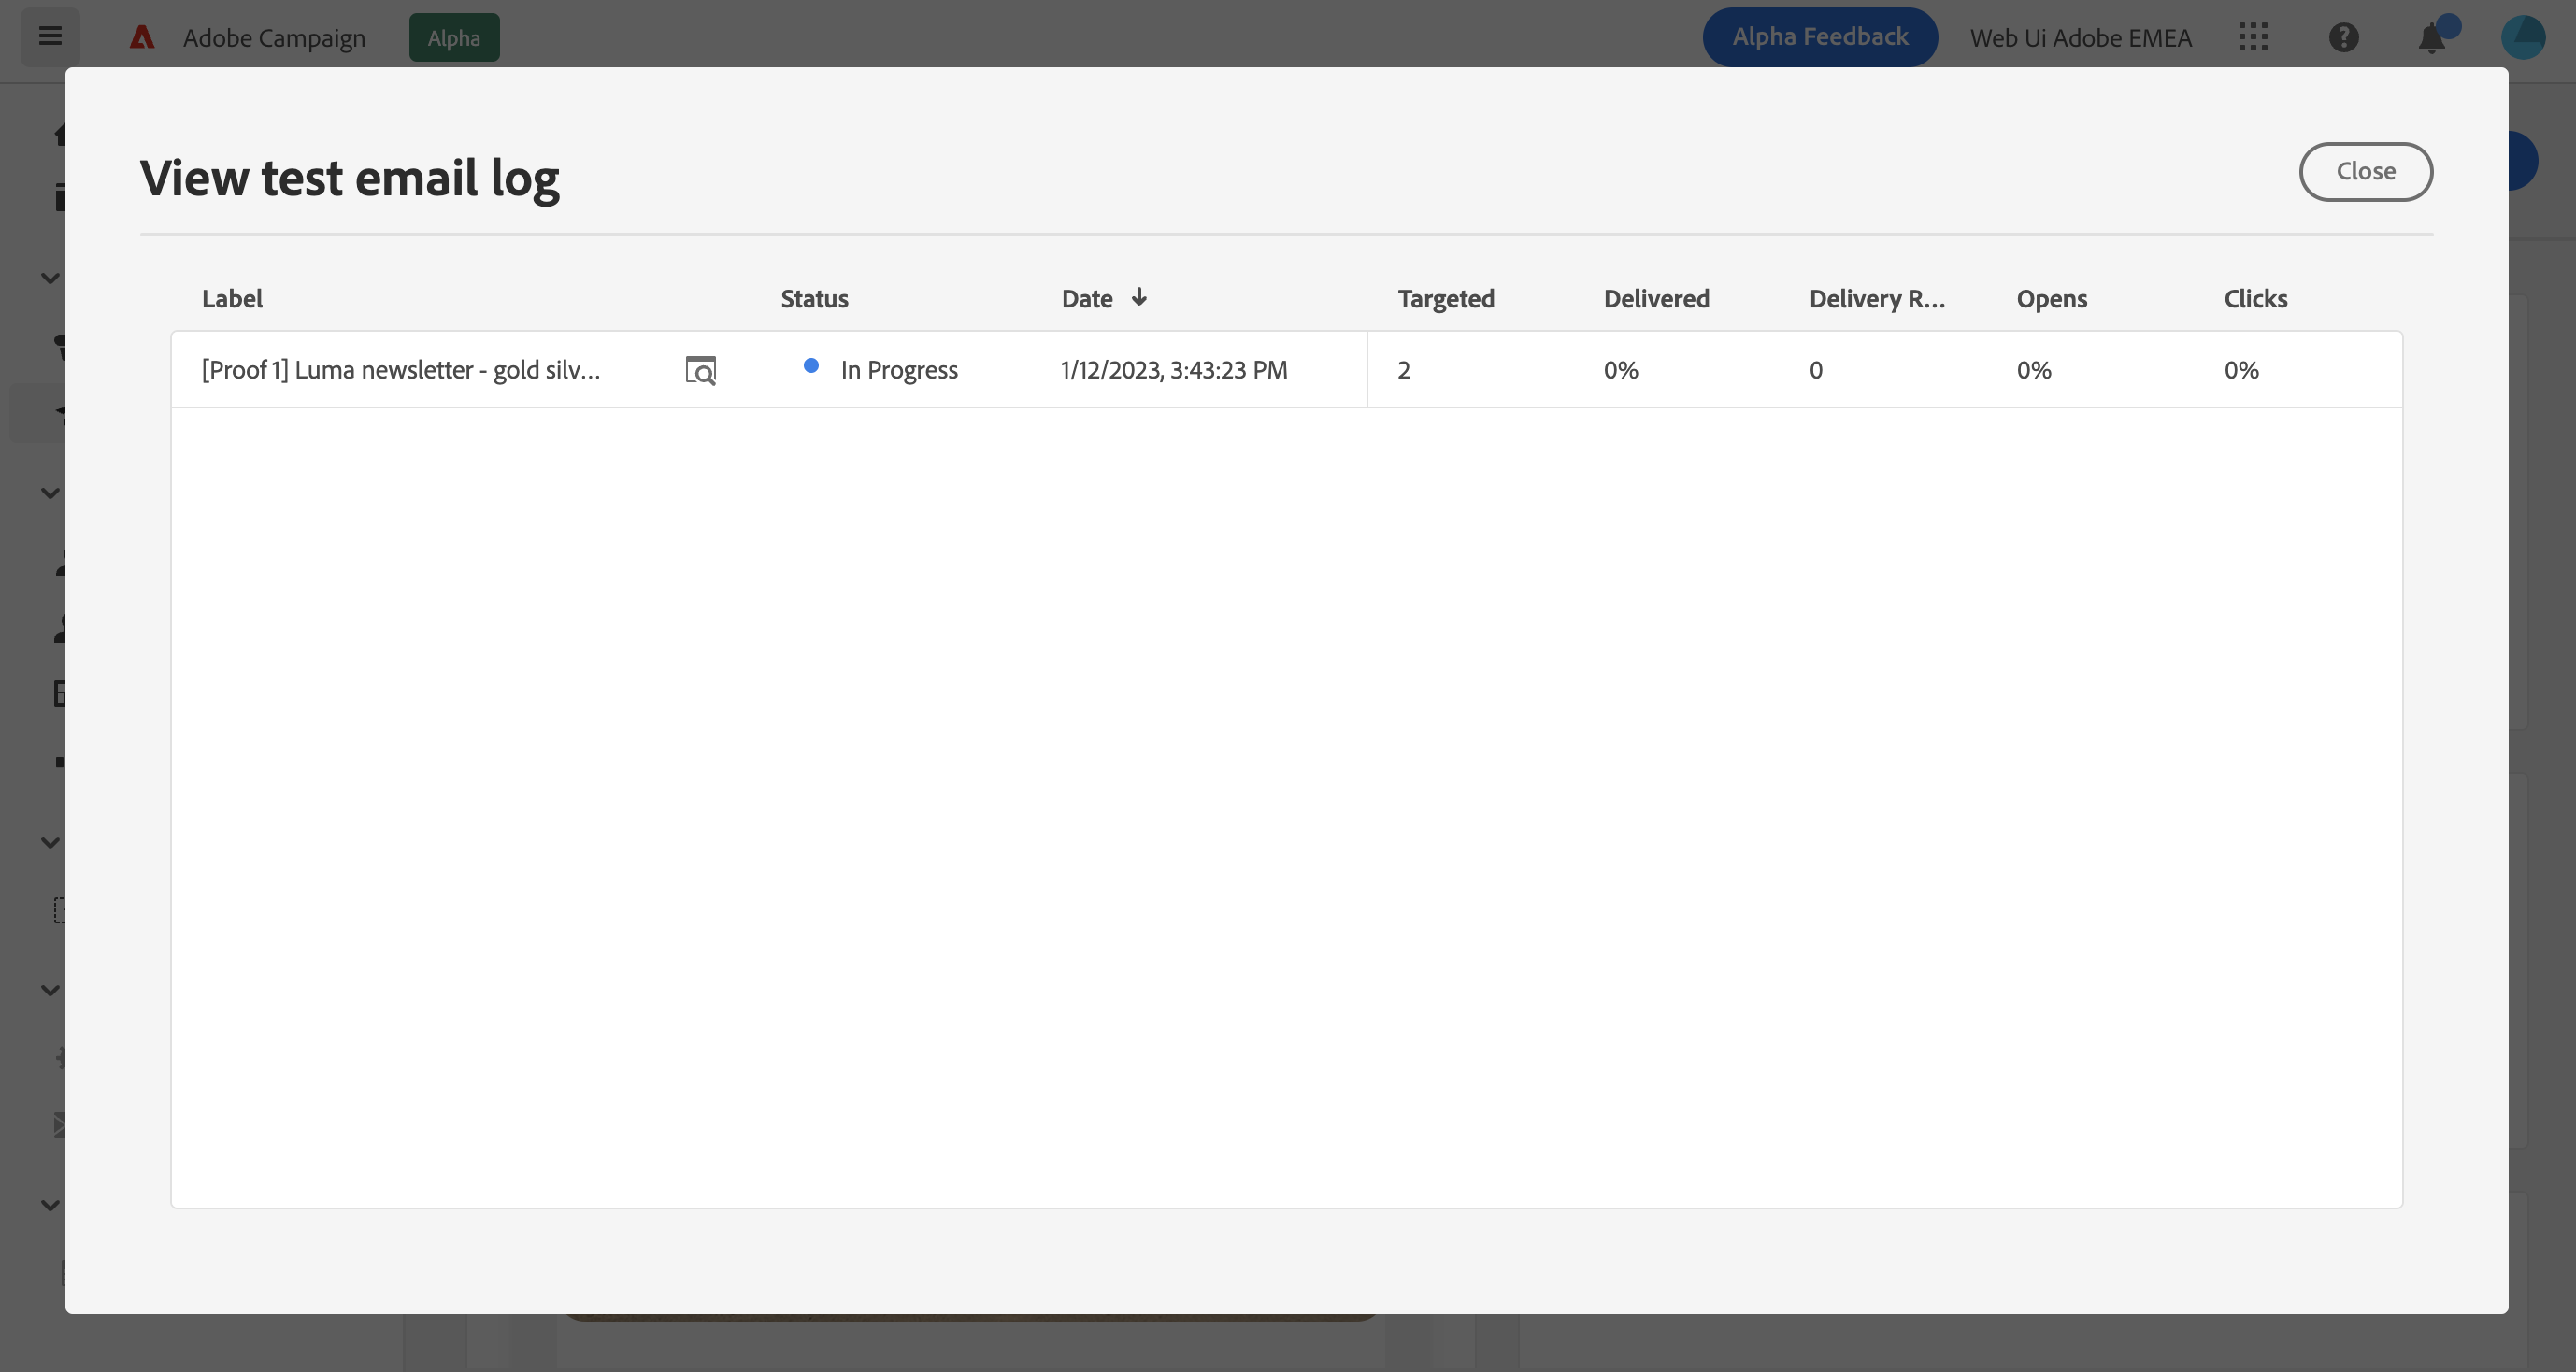 Adobe Campaign Alpha Alpha Feedback Web Ui Adobe EMEA
View test email log Close
Label Status Date Targeted Delivered Delivery R... Opens Clicks
[Proof 1] Luma newsletter - gold silv... In Progress 1/12/2023, 3:43:23 PM 2 0% 0 0% 0%